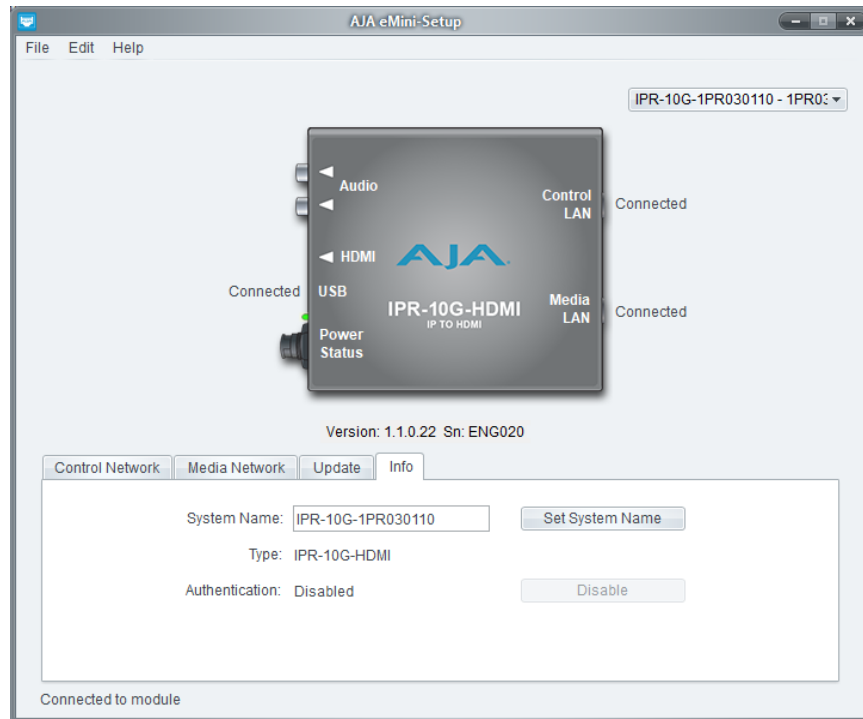 AJA eMini-Setup
File Edit Help
IPR-10G-1PR030110 - 1PR03
Audio
Control
LAN
Connected
HDMI
AJA
Connected
USB
IPR-10G-HDMI
IP TO HDMI
Media
LAN
Connected
Power
Status
Version: 1.1.0.22 Sn: ENG020
Control Network Media Network Update Info
System Name: IPR-10G-1PR030110 Set System Name
Type: IPR-10G-HDMI
Authentication: Disabled Disable
Connected to module